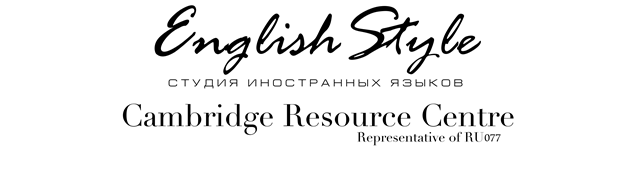 English Style
СТУДИЯ ИНОСТРАННЫХ ЯЗЫКОВ
Cambridge Resource Centre
Representative of RU077